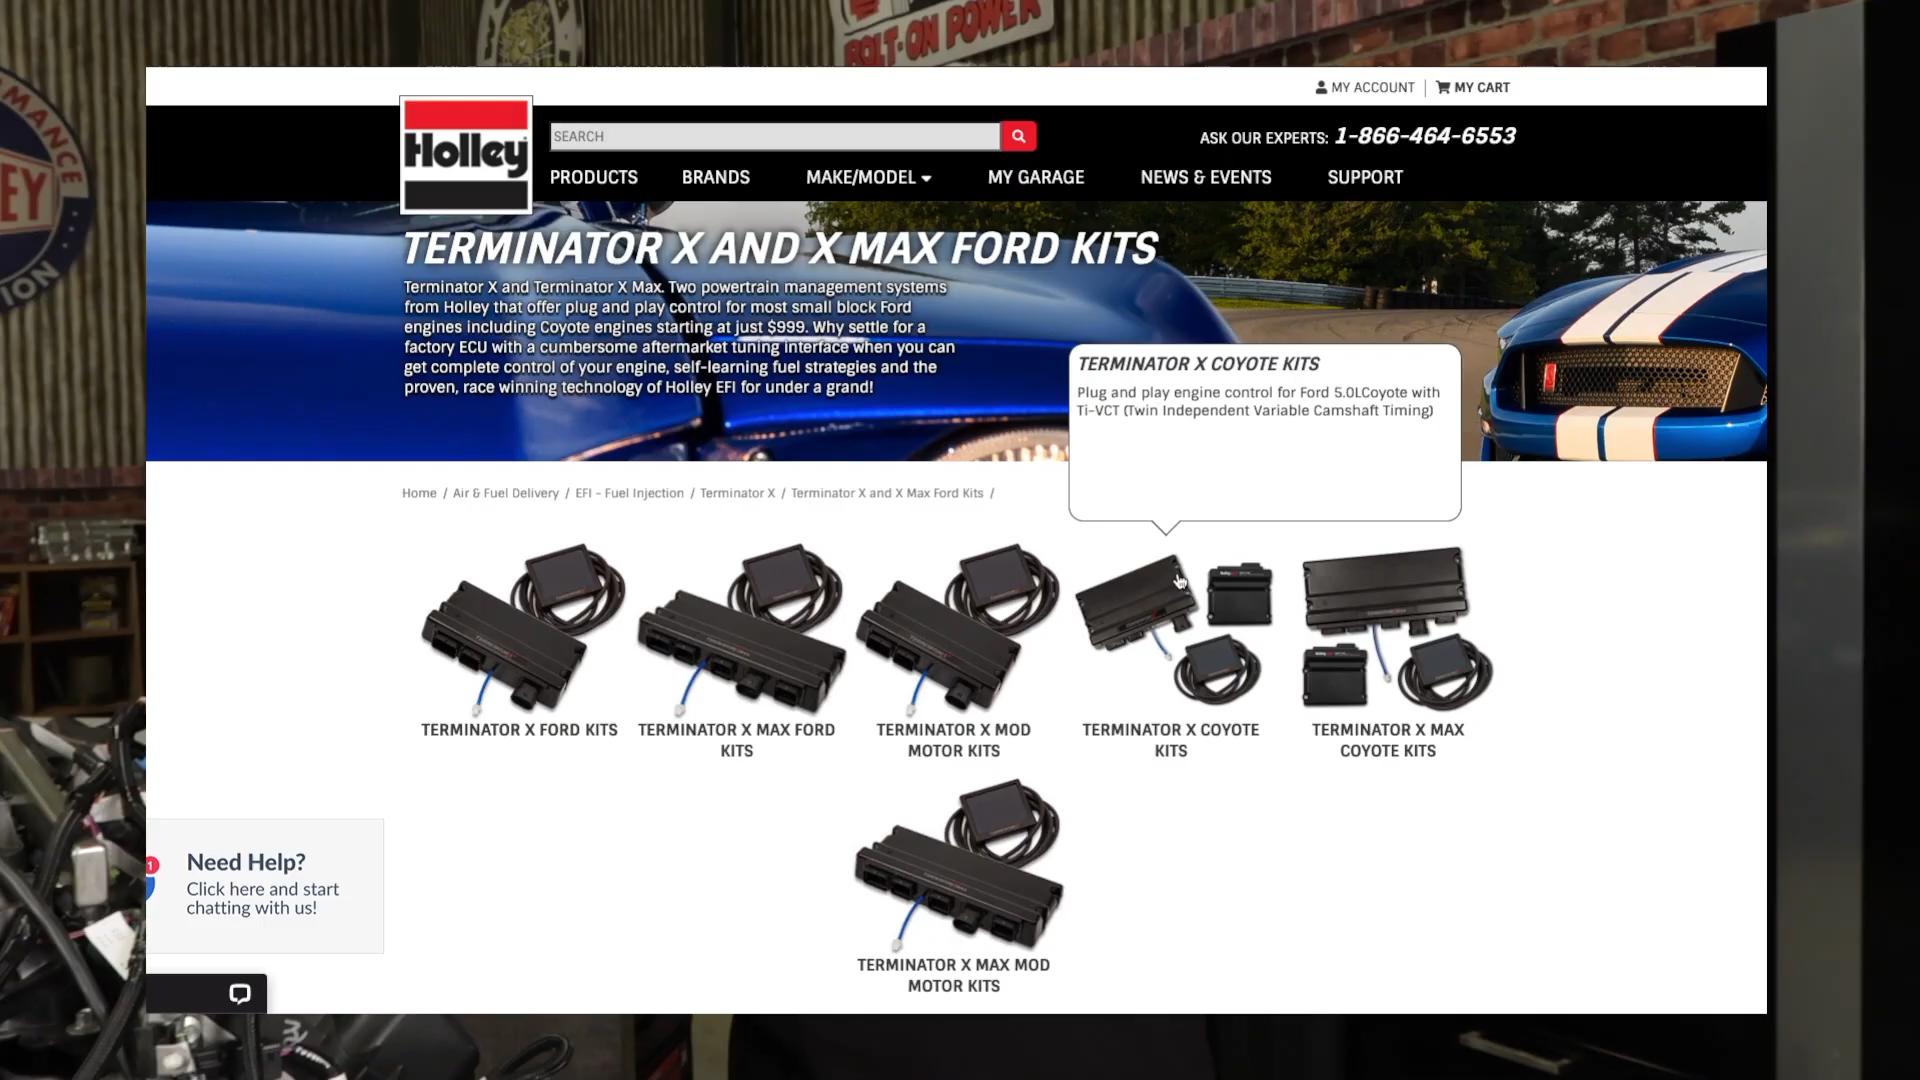 BOLT-ON POWER
MANCE
EY
ION
MY ACCOUNT
MY CART
Holley
SEARCH
ASK OUR EXPERTS: 1-866-464-6553
PRODUCTS
BRANDS
MAKE/MODEL
MY GARAGE
NEWS & EVENTS
SUPPORT
TERMINATOR X AND X MAX FORD KITS
Terminator X and Terminator X Max. Two powertrain management systems
from Holley that offer plug and play control for most small block Ford
engines including Coyote engines starting at just $999. Why settle for a
factory ECU with a cumbersome aftermarket tuning interface when you can
get complete control of your engine, self-learning fuel strategies and the
proven, race winning technology of Holley EFI for under a grand!
TERMINATOR X COYOTE KITS
Plug and play engine control for Ford 5.0LCoyote with
Ti-VCT (Twin Independent Variable Camshaft Timing)
Home / Air & Fuel Delivery / EFI - Fuel Injection / Terminator X / Terminator X and X Max Ford Kits /
TERMINATOR X FORD KITS
TERMINATOR X MAX FORD
KITS
TERMINATOR X MOD
MOTOR KITS
TERMINATOR X COYOTE
KITS
TERMINATOR X MAX
COYOTE KITS
TERMINATOR X MAX MOD
MOTOR KITS
1
Need Help?
Click here and start
chatting with us!